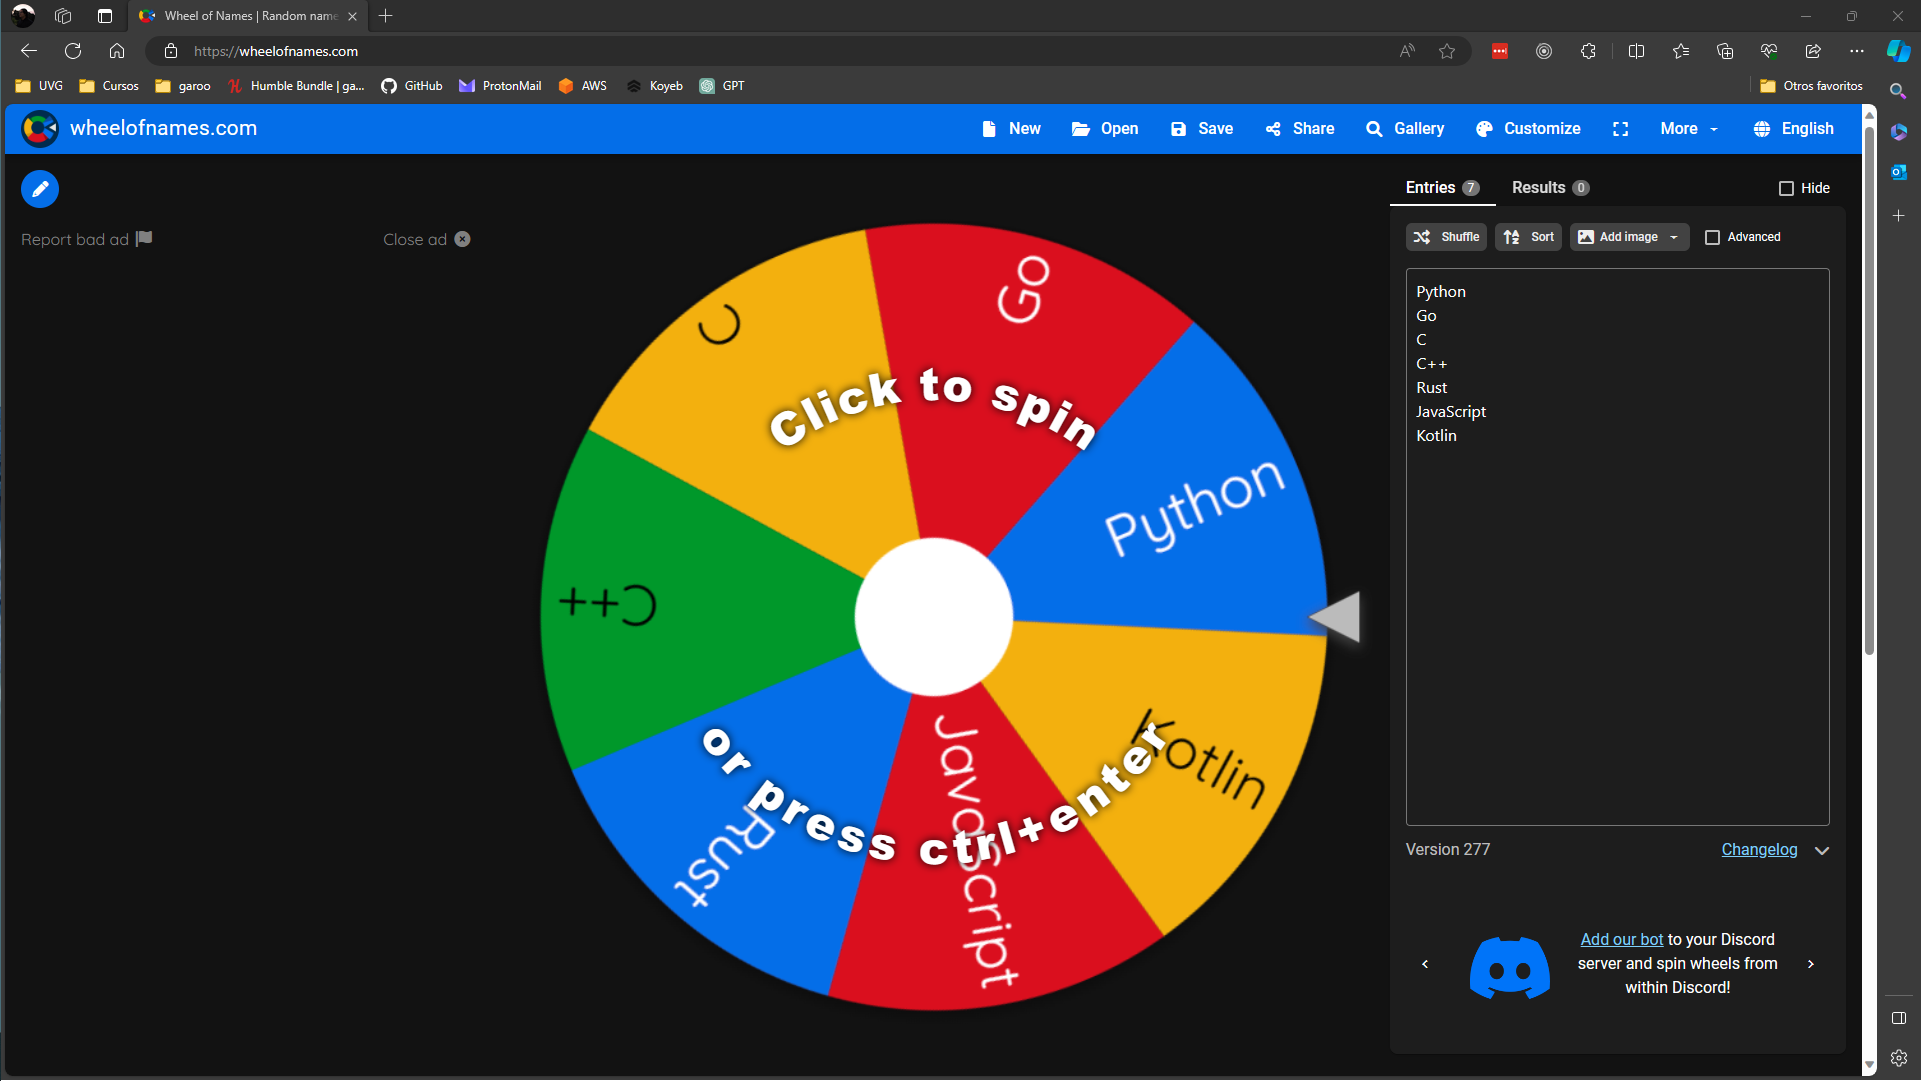 Wheel of Names | Random name
https://wheelofnames.com
UVG
Cursos
garoo
Humble Bundle | ga...
GitHub
ProtonMail
AWS
Koyeb
GPT
Otros favoritos
wheelofnames.com
New
Open
Save
Share
Gallery
Customize
More
English
Report bad ad
Close ad
Entries 7
Results 0
Hide
Shuffle
Sort
Add image
Advanced
Python
Go
C
C++
Rust
JavaScript
Kotlin
Go
C
Click to spin
Python
C++
Kotlin
JavaScript
Rust
or press ctrl+enter
Version 277
Changelog
Add our bot to your Discord
server and spin wheels from
within Discord!